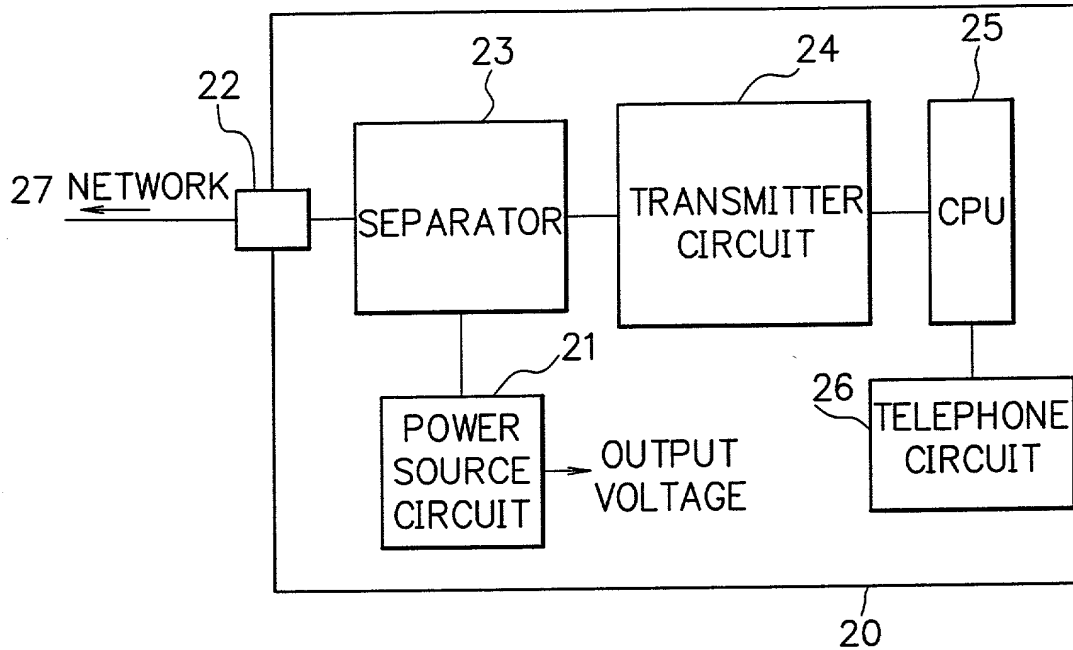 25
23
24
22
27 NETWORK
SEPARATOR
TRANSMITTER
CIRCUIT
CPU
21
26
POWER
SOURCE
CIRCUIT
OUTPUT
VOLTAGE
TELEPHONE
CIRCUIT
20